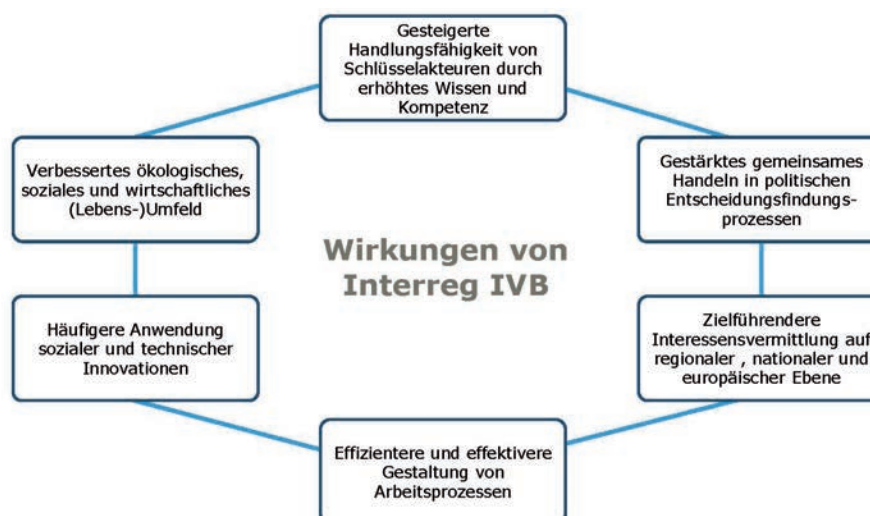 Gesteigerte
Handlungsfähigkeit von
Schlüsselakteuren durch
erhöhtes Wissen und
Kompetenz
Verbessertes ökologisches,
soziales und wirtschaftliches
(Lebens-)Umfeld
Gestärktes gemeinsames
Handeln in politischen
Entscheidungsfindungs-
prozessen
Wirkungen von
Interreg IVB
Häufigere Anwendung
sozialer und technischer
Innovationen
Zielführendere
Interessensvermittlung auf
regionaler , nationaler und
europäischer Ebene
Effizientere und effektivere
Gestaltung von
Arbeitsprozessen